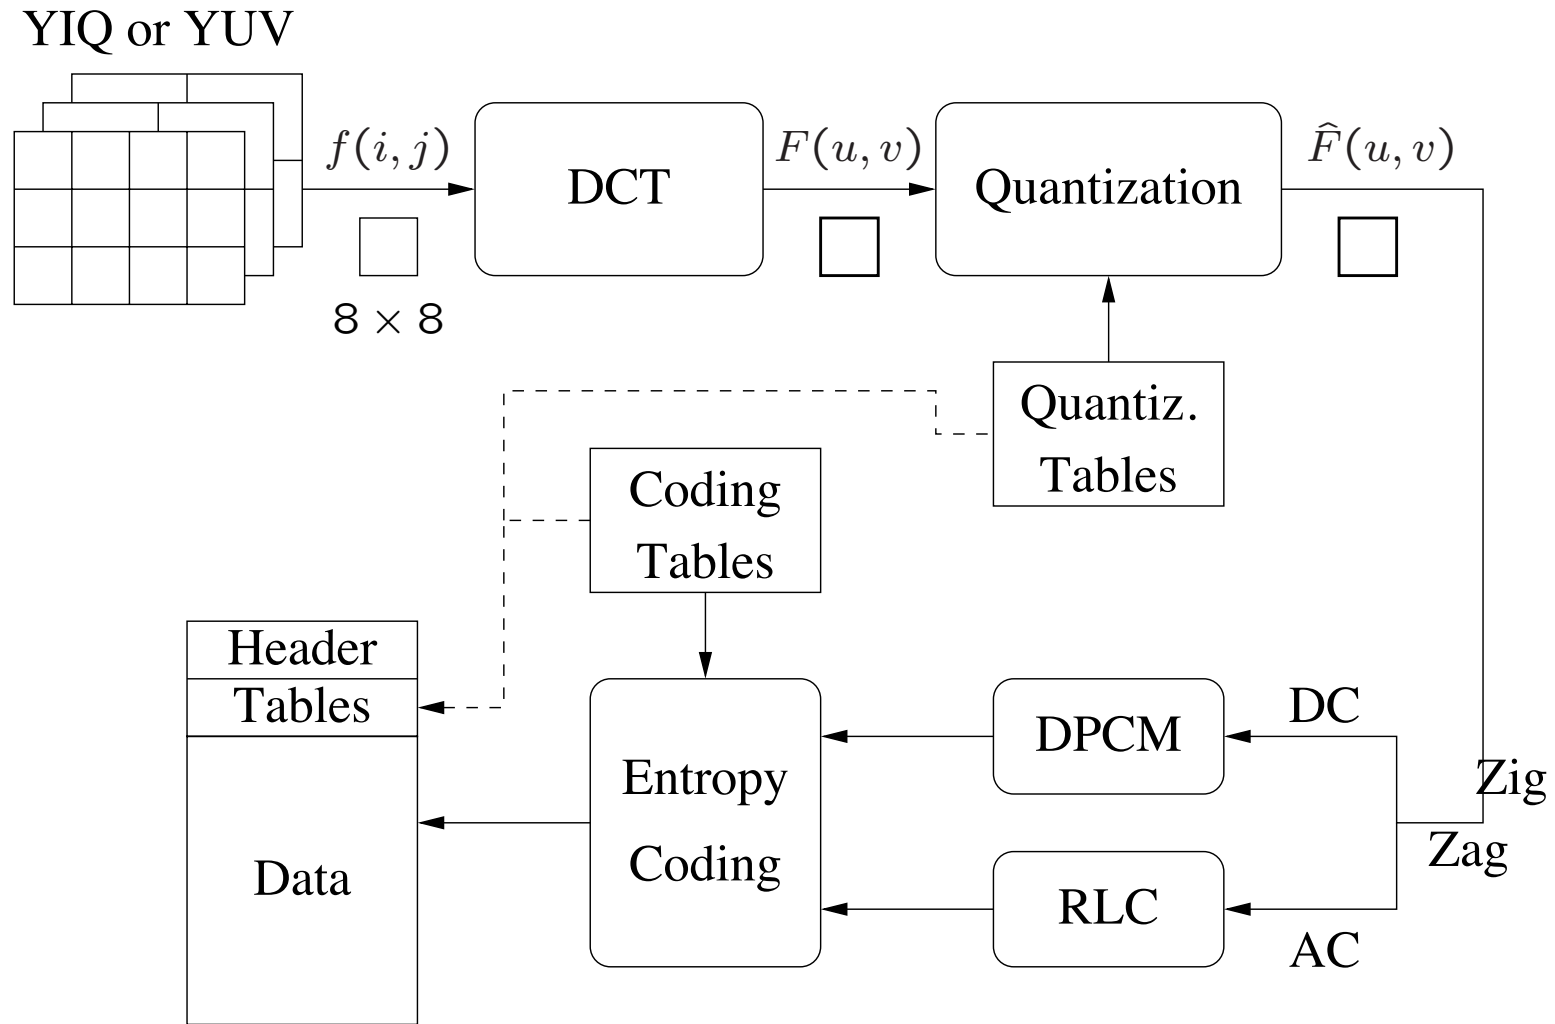 YIQ or YUV
f(i, j)
F(u, v)
F̂(u, v)
DCT
Quantization
8 × 8
Quantiz.
Tables
Coding
Tables
Header
Tables
Data
Entropy
Coding
DPCM
DC
Zig
Zag
RLC
AC